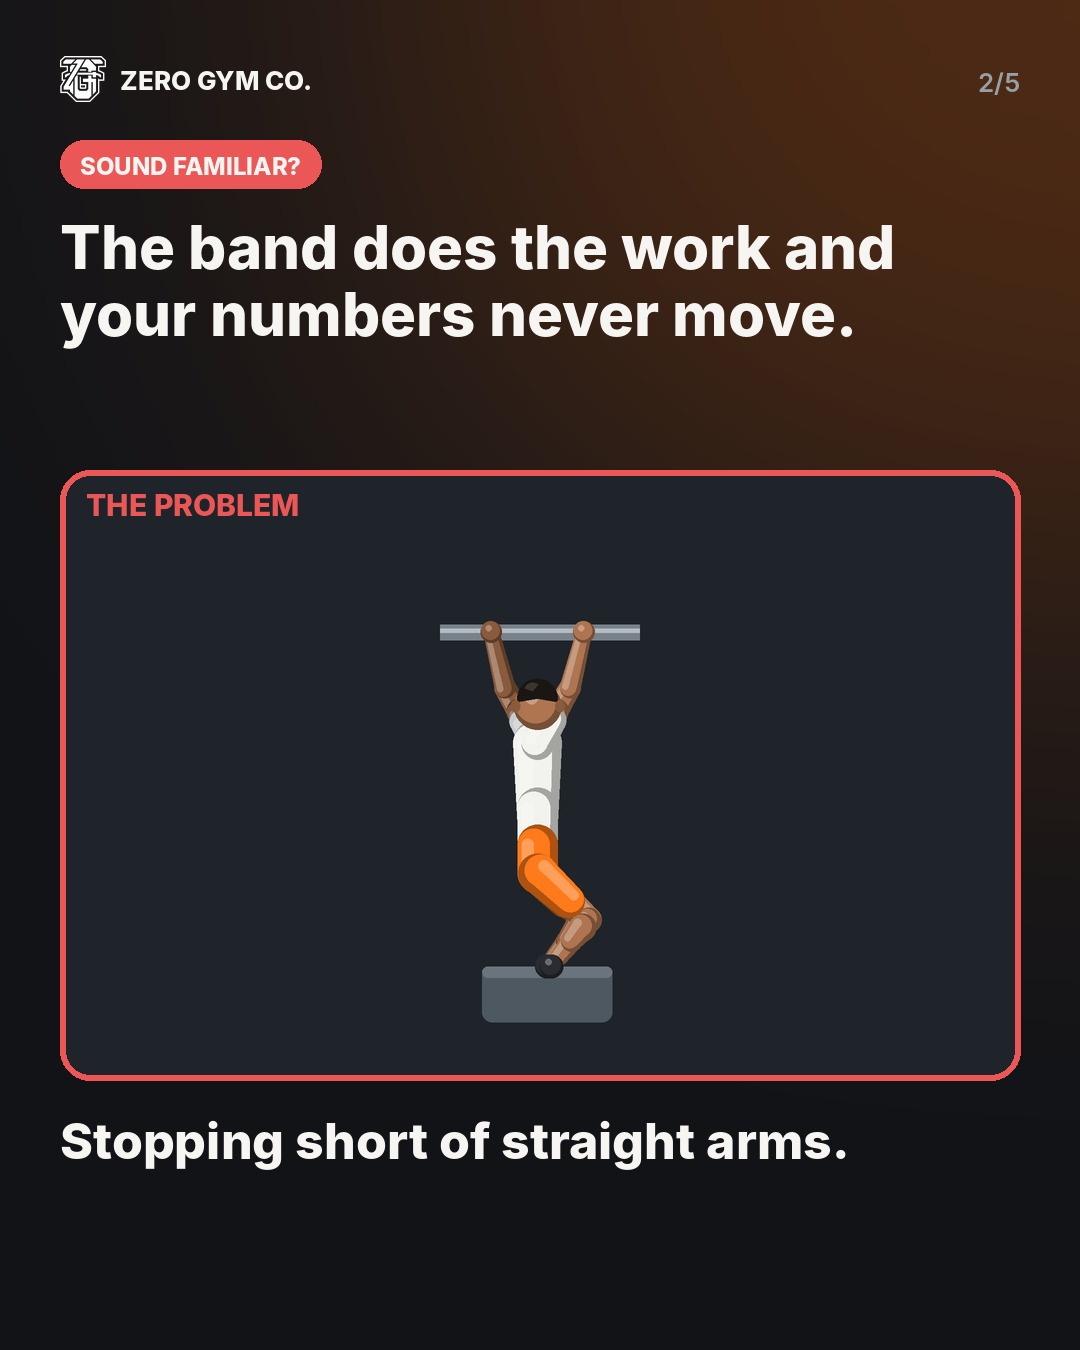 ZERO GYM CO.
2/5
SOUND FAMILIAR?
The band does the work and
your numbers never move.
THE PROBLEM
Stopping short of straight arms.